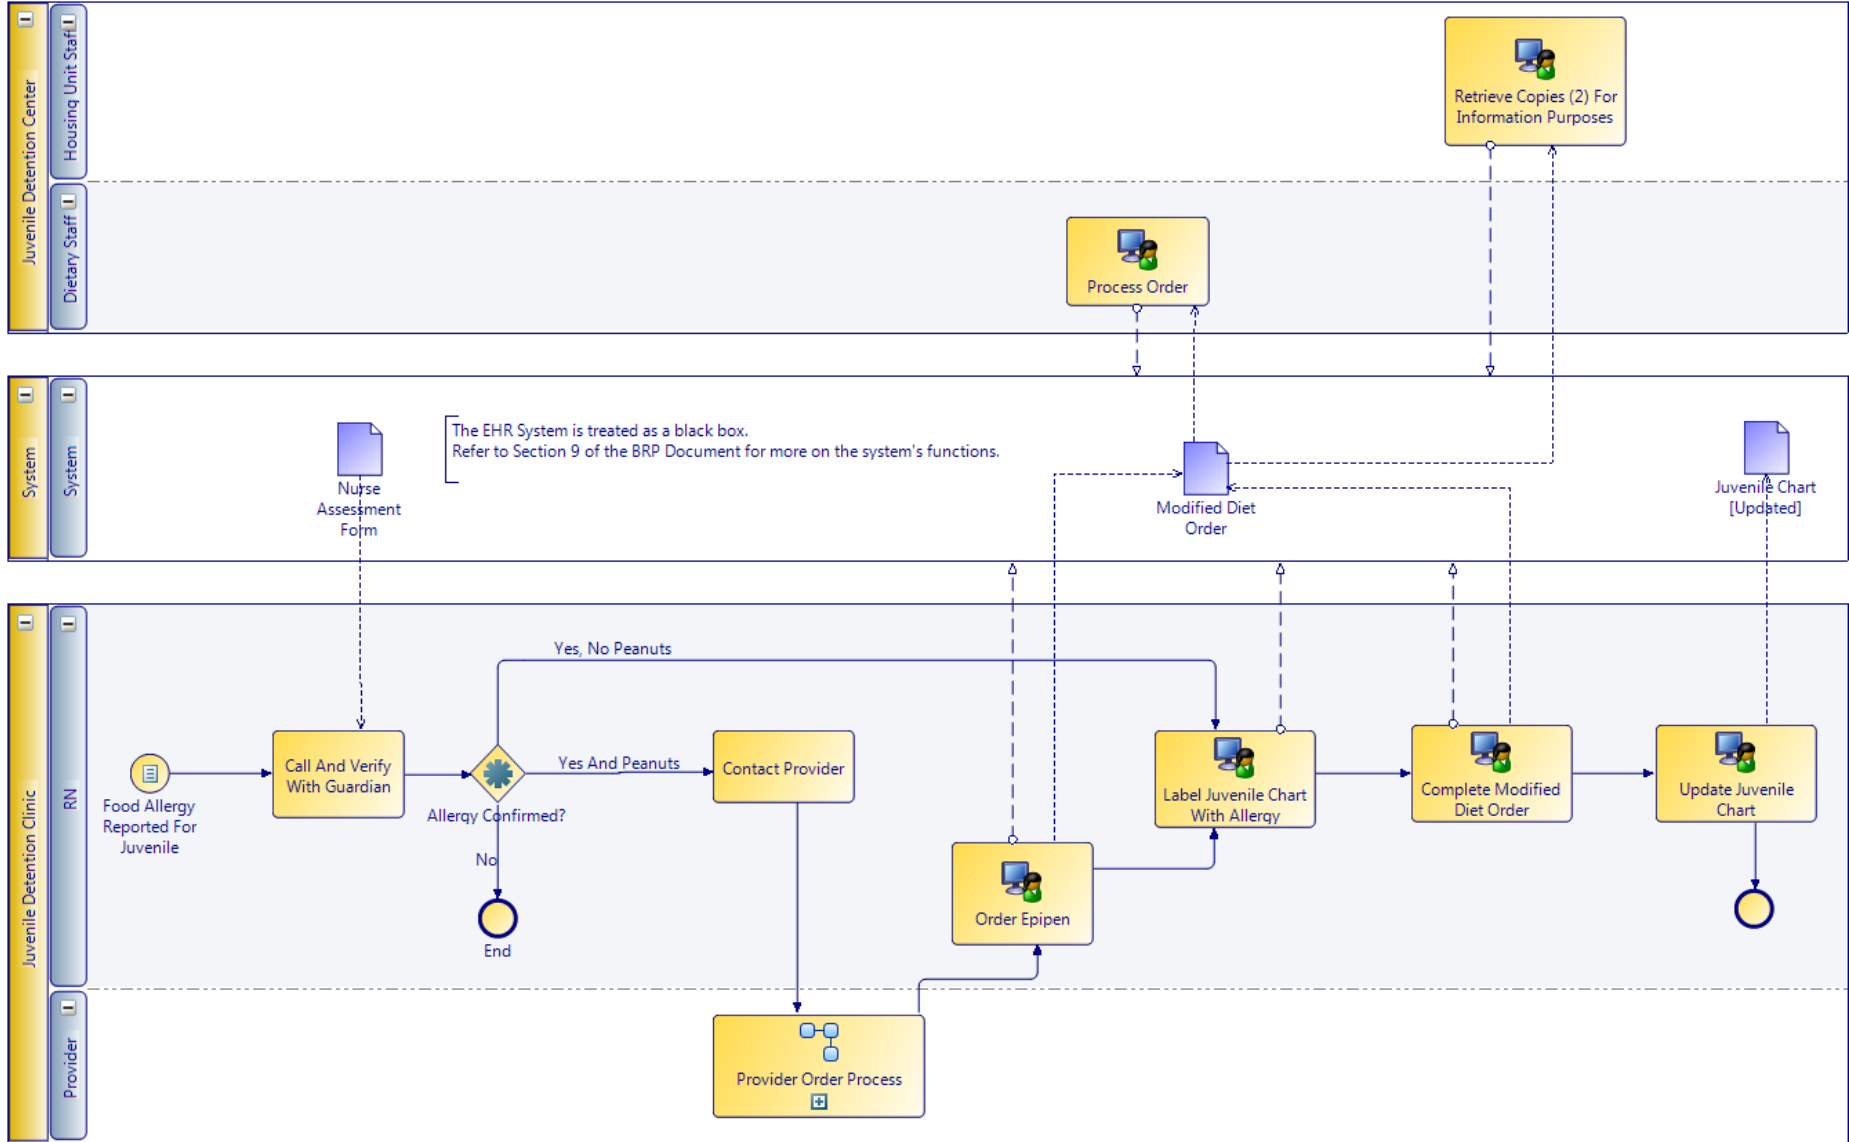 Juvenile Detention Center
Housing Unit Staff
Retrieve Copies (2) For
Information Purposes
Dietary Staff
Process Order
System
System
Nurse
Assessment
Form
The EHR System is treated as a black box.
Refer to Section 9 of the BRP Document for more on the system's functions.
Modified Diet
Order
Juvenile Chart
[Updated]
Juvenile Detention Clinic
RN
Food Allergy
Reported For
Juvenile
Call And Verify
With Guardian
Allergy Confirmed?
Yes, No Peanuts
Yes And Peanuts
No
End
Contact Provider
Order Epipen
Label Juvenile Chart
With Allergy
Complete Modified
Diet Order
Update Juvenile
Chart
Provider
Provider Order Process